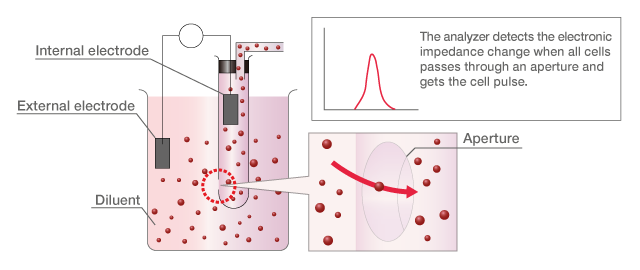 Internal electrode
External electrode
Diluent
The analyzer detects the electronic
impedance change when all cells
passes through an aperture and
gets the cell pulse.
Aperture